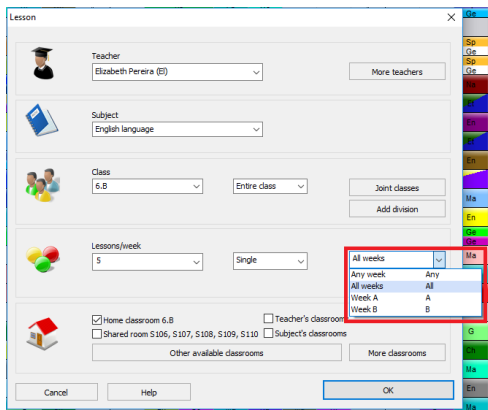 Lesson
Teacher
Elizabeth Pereira (El)
More teachers
Subject
English language
Class
6.B
Entire class
Joint classes
Add division
Lessons/week
5
Single
All weeks
Any week Any
All weeks All
Week A A
Week B B
Home classroom 6.B
Teacher's classroom
Shared room S106, S107, S108, S109, S110
Subject's classrooms
Other available classrooms
More classrooms
Cancel
Help
OK
Ge
Sp
Ge
Sp
Ge
En
En
Ma
En
Ge
Ge
Ma
G
Ch
Ma
En
Ma